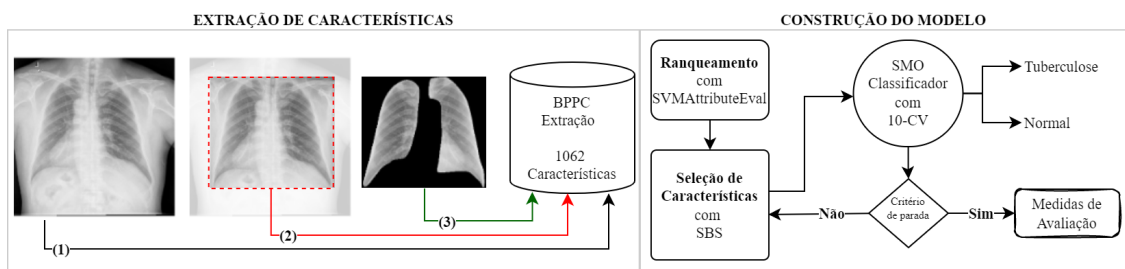 EXTRAÇÃO DE CARACTERÍSTICAS
(1)
(2)
(3)
BPPC
Extração
1062
Características
CONSTRUÇÃO DO MODELO
Ranqueamento
com
SVMAttributeEval
Seleção de
Características
com
SBS
SMO
Classificador
com
10-CV
Tuberculose
Normal
Critério
de parada
Não
Sim
Medidas de
Avaliação